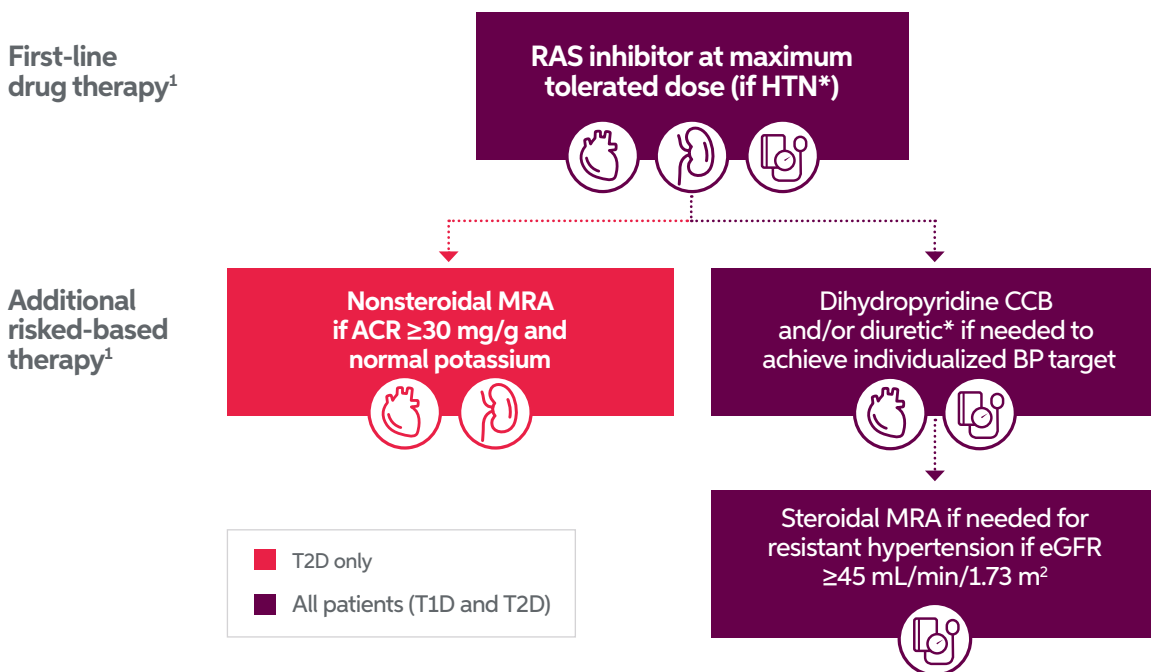 First-line
drug therapy¹
RAS inhibitor at maximum
tolerated dose (if HTN*)
Additional
risked-based
therapy¹
Nonsteroidal MRA
if ACR ≥30 mg/g and
normal potassium
Dihydropyridine CCB
and/or diuretic* if needed to
achieve individualized BP target
Steroidal MRA if needed for
resistant hypertension if eGFR
≥45 mL/min/1.73 m²
T2D only
All patients (T1D and T2D)